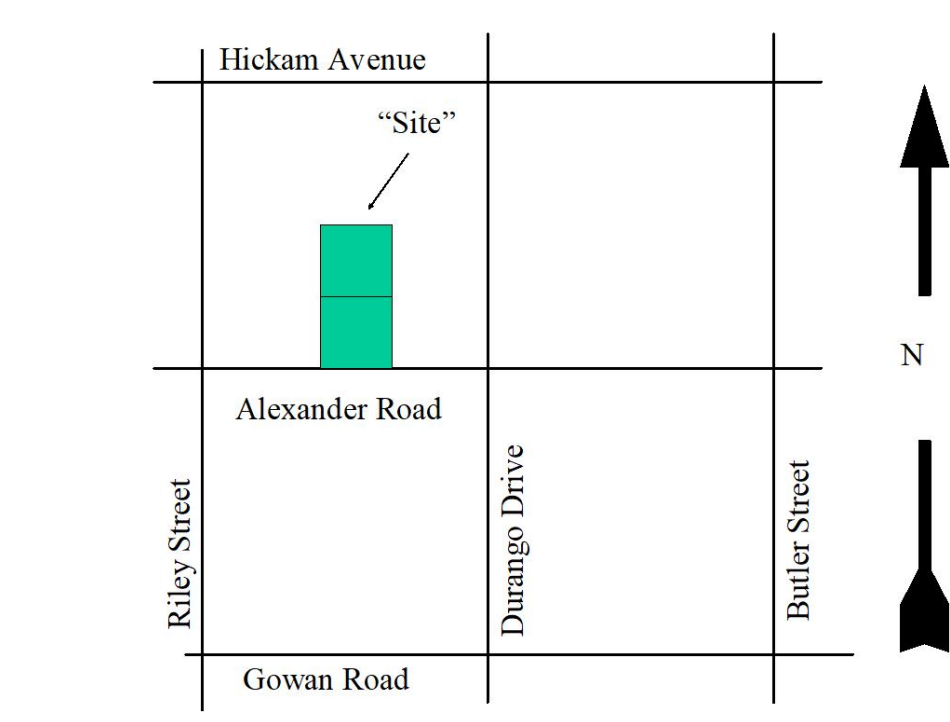 Hickam Avenue
“Site”
N
Alexander Road
Riley Street
Durango Drive
Butler Street
Gowan Road